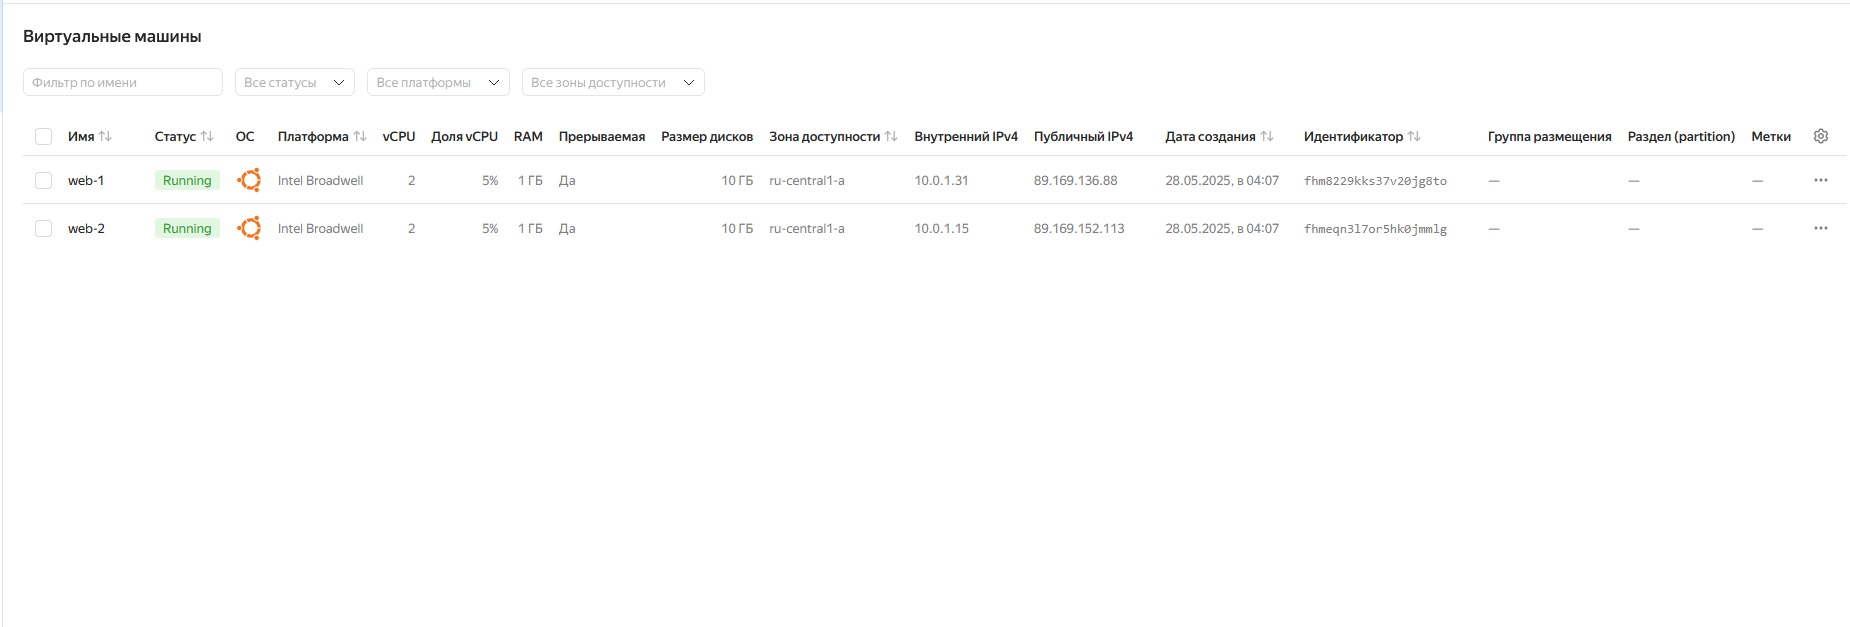 Виртуальные машины
Фильтр по имени Все статусы Все платформы Все зоны доступности
Имя Статус ОС Платформа vCPU Доля vCPU RAM Прерываемая Размер дисков Зона доступности Внутренний IPv4 Публичный IPv4 Дата создания Идентификатор Группа размещения Раздел (partition) Метки
web-1 Running Intel Broadwell 2 5% 1 ГБ Да 10 ГБ ru-central1-a 10.0.1.31 89.169.136.88 28.05.2025, в 04:07 fhm8229kks37v20jg8to — — —
web-2 Running Intel Broadwell 2 5% 1 ГБ Да 10 ГБ ru-central1-a 10.0.1.15 89.169.152.113 28.05.2025, в 04:07 fhmeqn3l7or5hk0jmmlg — — —